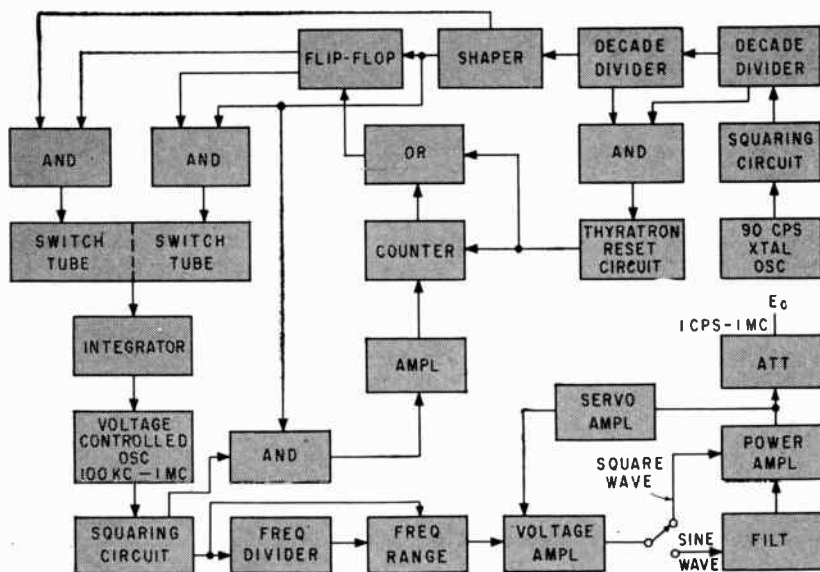 FLIP-FLOP
SHAPER
DECADE
DIVIDER
DECADE
DIVIDER
AND
AND
OR
AND
SQUARING
CIRCUIT
SWITCH
TUBE
SWITCH
TUBE
COUNTER
THYRATRON
RESET
CIRCUIT
90 CPS
XTAL
OSC
INTEGRATOR
AMPL
E₀
1 CPS-1 MC
ATT
VOLTAGE
CONTROLLED
OSC
100 KC-1 MC
AND
SERVO
AMPL
POWER
AMPL
SQUARE
WAVE
SQUARING
CIRCUIT
FREQ
DIVIDER
FREQ
RANGE
VOLTAGE
AMPL
SINE
WAVE
FILT